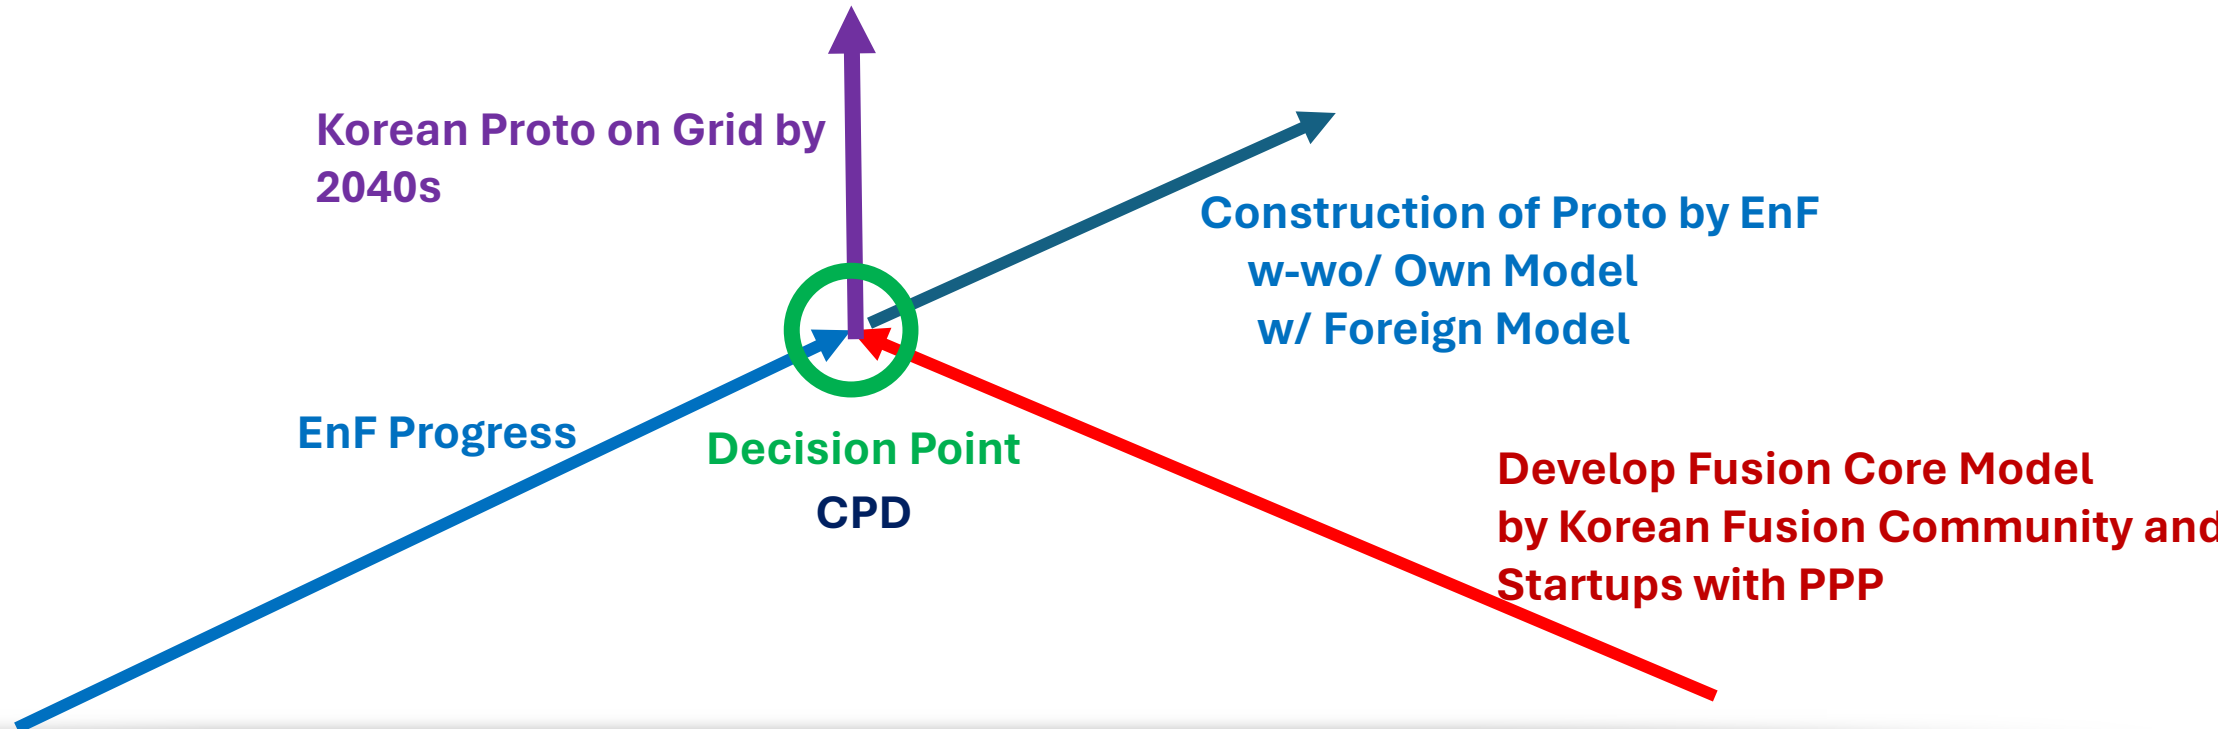 Korean Proto on Grid by
2040s
Construction of Proto by EnF
w-wo/ Own Model
w/ Foreign Model
EnF Progress
Decision Point
CPD
Develop Fusion Core Model
by Korean Fusion Community and
Startups with PPP